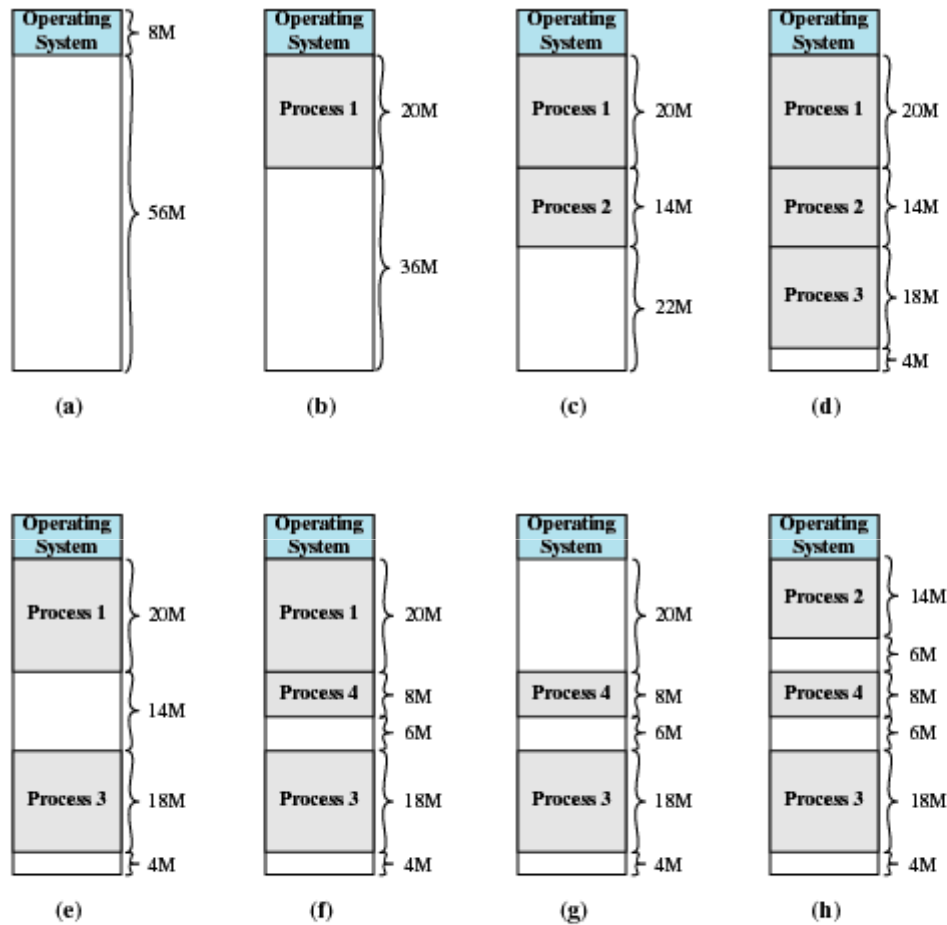 Operating
System
8M
56M
(a)
Operating
System
Process 1
20M
36M
(b)
Operating
System
Process 1
20M
Process 2
14M
22M
(c)
Operating
System
Process 1
20M
Process 2
14M
Process 3
18M
4M
(d)
Operating
System
Process 1
20M
14M
Process 3
18M
4M
(e)
Operating
System
Process 1
20M
Process 4
8M
6M
Process 3
18M
4M
(f)
Operating
System
20M
Process 4
8M
6M
Process 3
18M
4M
(g)
Operating
System
Process 2
14M
6M
Process 4
8M
6M
Process 3
18M
4M
(h)